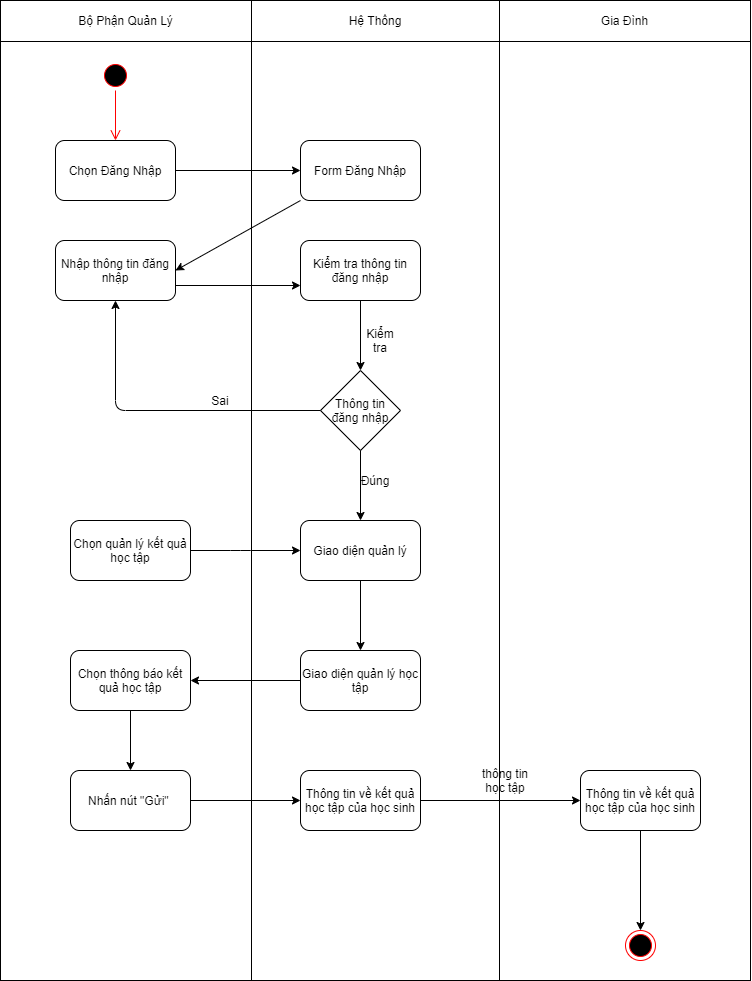 Bộ Phận Quản Lý
Hệ Thống
Gia Đình
Chọn Đăng Nhập
Form Đăng Nhập
Nhập thông tin đăng
nhập
Kiểm tra thông tin
đăng nhập
Kiểm
tra
Sai
Thông tin
đăng nhập
Đúng
Chọn quản lý kết quả
học tập
Giao diện quản lý
Chọn thông báo kết
quả học tập
Giao diện quản lý học
tập
Nhấn nút "Gửi"
Thông tin về kết quả
học tập của học sinh
thông tin
học tập
Thông tin về kết quả
học tập của học sinh